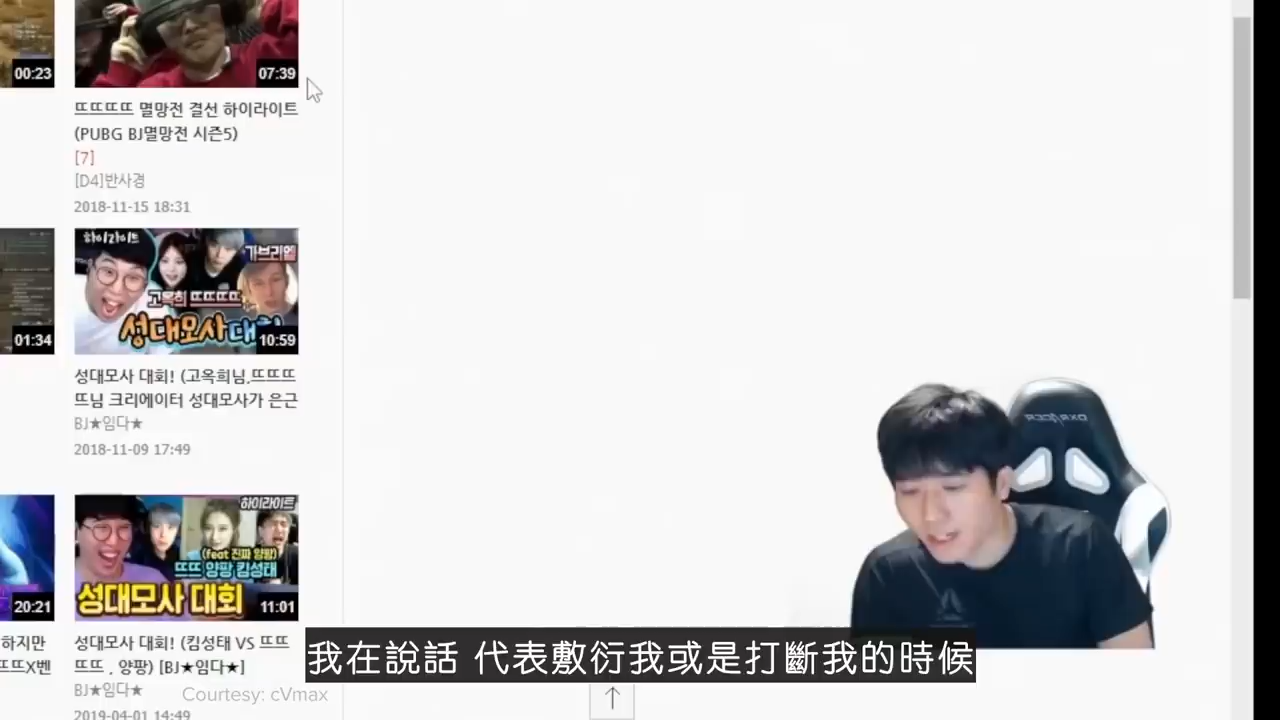 00:23
07:39
뜨뜨뜨뜨 멸망전 결선 하이라이트
(PUBG BJ멸망전 시즌5)
[7]
[D4]반사경
2018-11-15 18:31
01:34
하이라이트
가브리엘
고옥희 뜨뜨뜨뜨
성대모사대회
10:59
성대모사 대회! (고옥희님,뜨뜨뜨
뜨님 크리에이터 성대모사가 은근
BJ★임다★
2018-11-09 17:49
DXRACER
20:21
하이라이트
(feat 진짜 양팡)
뜨뜨 양팡 킴성태
성대모사 대회
11:01
하지만
뜨뜨X벤
성대모사 대회! (킴성태 VS 뜨뜨
뜨뜨 , 양팡) [BJ★임다★]
BJ★임다★
2019-04-01 14:49
我在說話 代表敷衍我或是打斷我的時候
Courtesy: cVmax